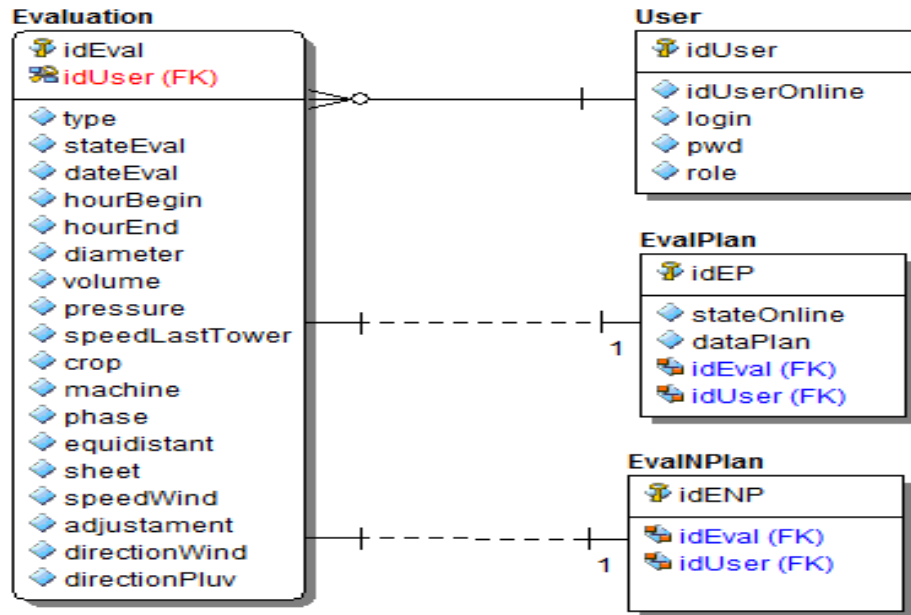 Evaluation
idEval
idUser (FK)
type
stateEval
dateEval
hourBegin
hourEnd
diameter
volume
pressure
speedLastTower
crop
machine
phase
equidistant
sheet
speedWind
adjustament
directionWind
directionPluv
User
idUser
idUserOnline
login
pwd
role
EvalPlan
idEP
stateOnline
dataPlan
idEval (FK)
idUser (FK)
1
EvalNPlan
idENP
idEval (FK)
idUser (FK)
1